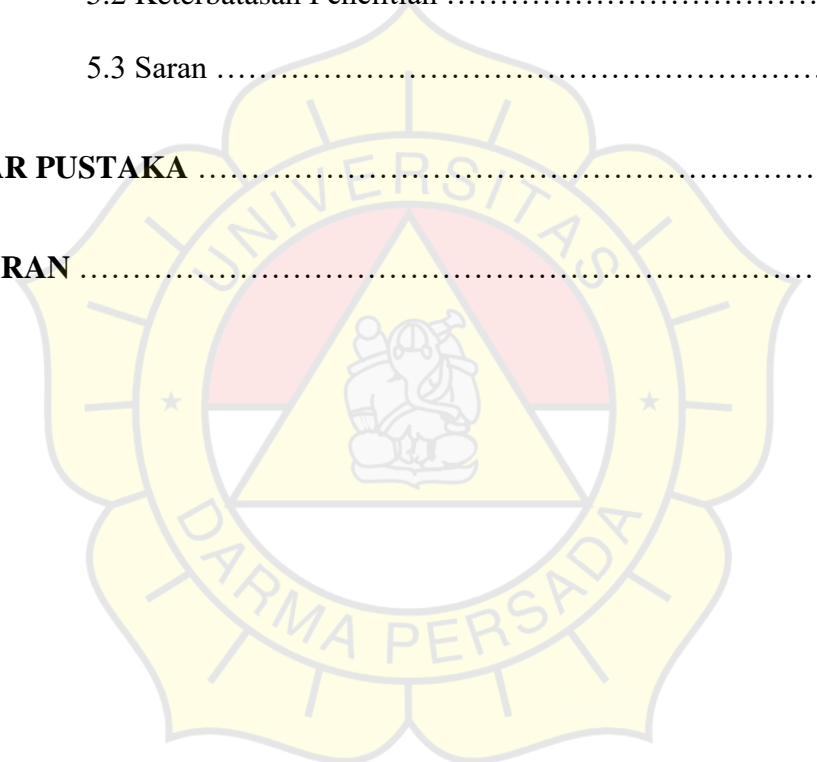 5.2 Keterbatasan Penelitian ……………………………
5.3 Saran ………………………………………………
AR PUSTAKA ………………………………………………
RAN ………………………………………………………
UNIVERSITAS
DARMA PERSADA